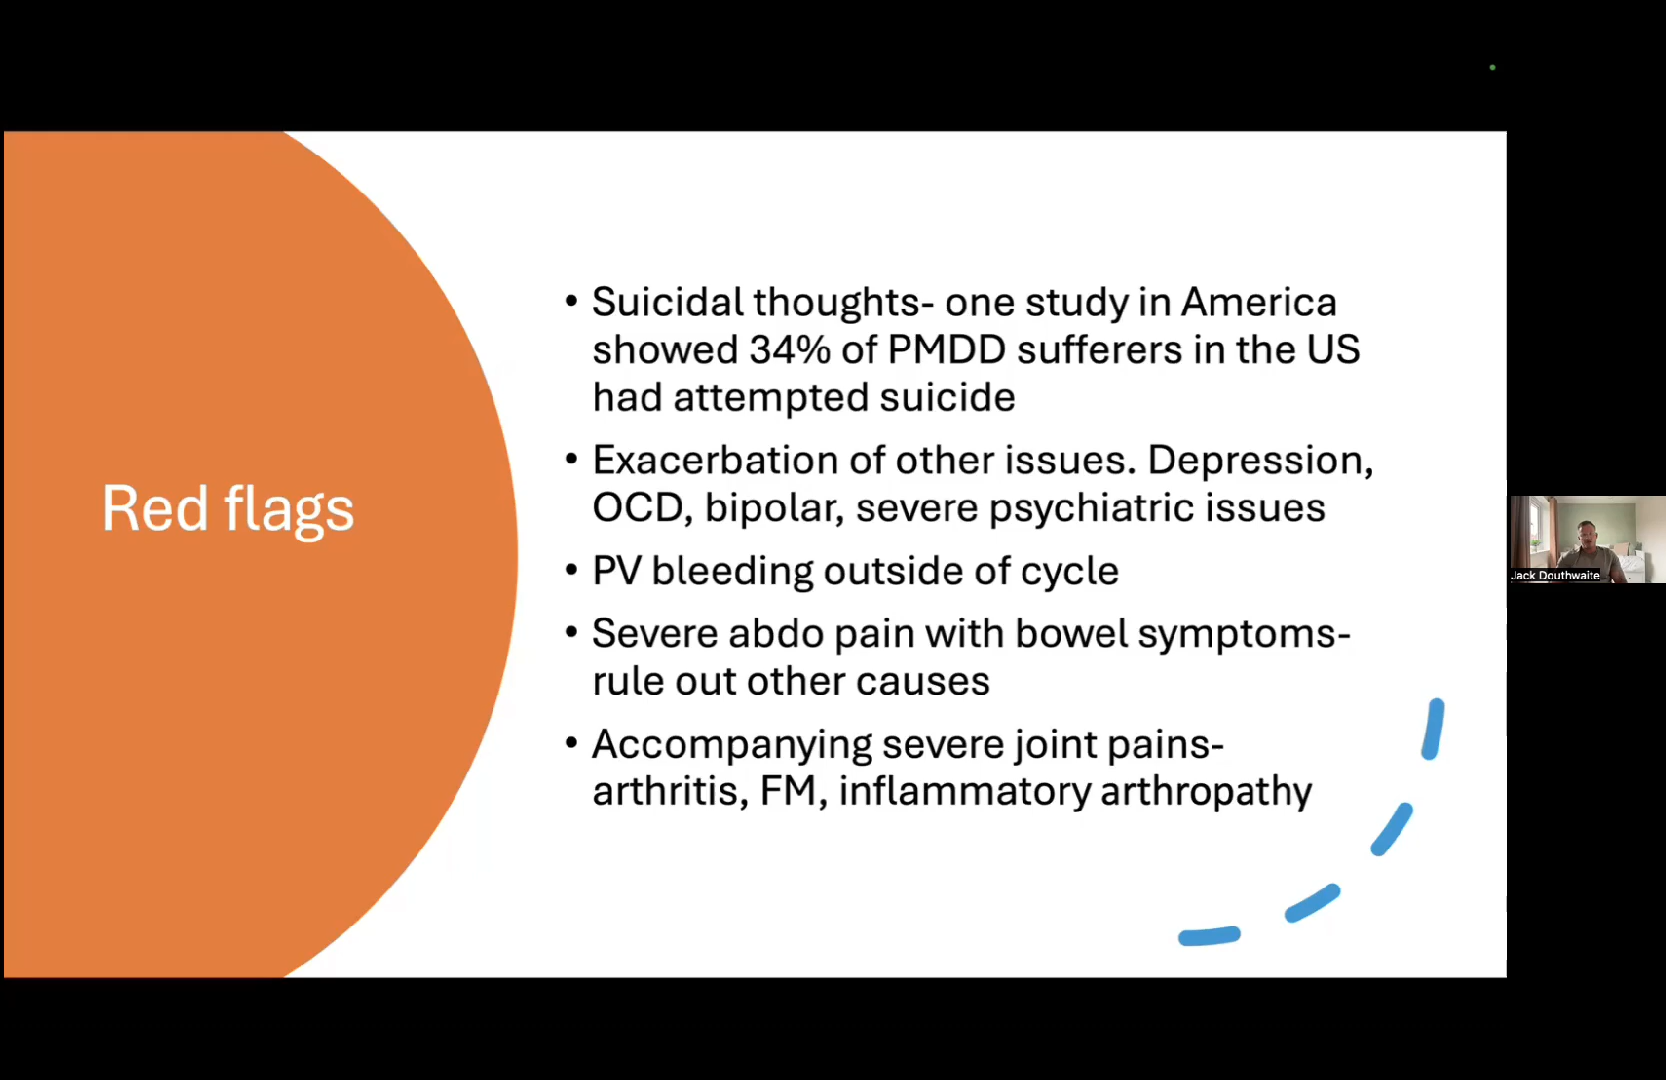 Red flags
• Suicidal thoughts- one study in America
showed 34% of PMDD sufferers in the US
had attempted suicide
• Exacerbation of other issues. Depression,
OCD, bipolar, severe psychiatric issues
• PV bleeding outside of cycle
• Severe abdo pain with bowel symptoms-
rule out other causes
• Accompanying severe joint pains-
arthritis, FM, inflammatory arthropathy
Jack Douthwaite